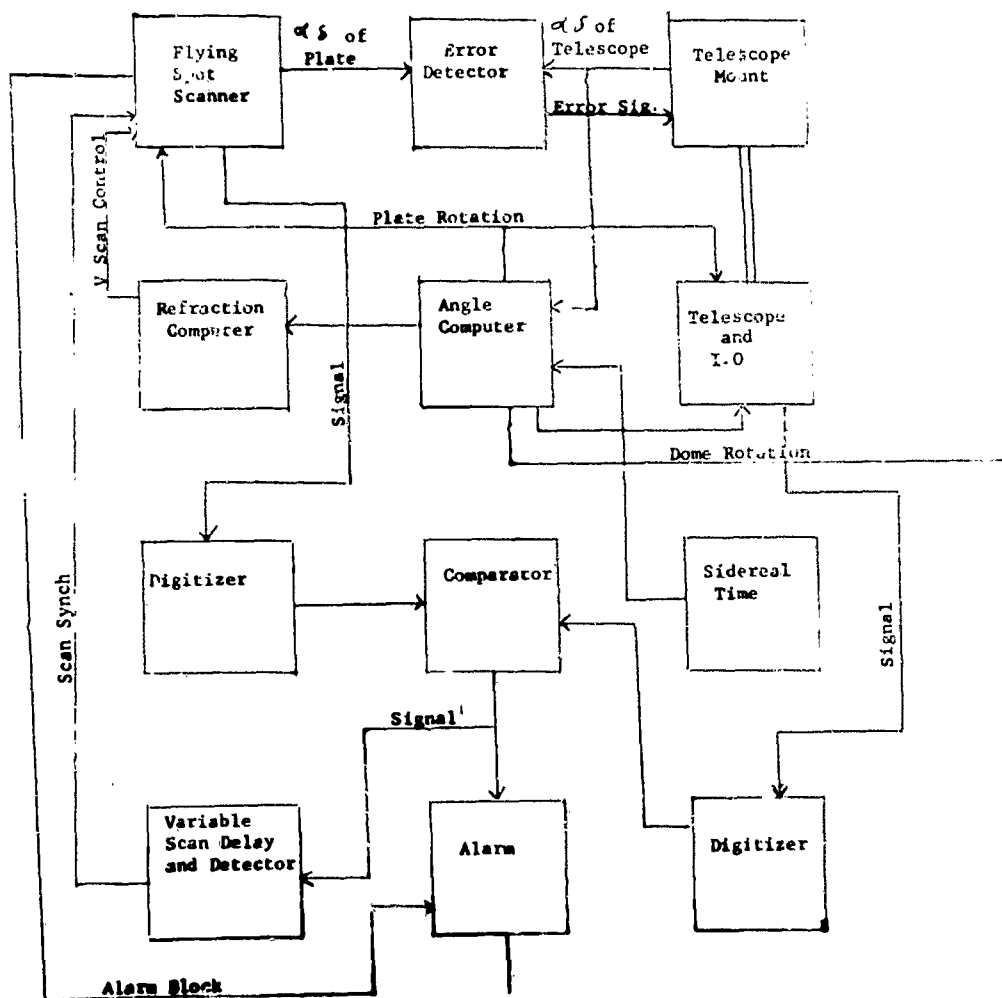 α δ of
Plate
α δ of
Telescope
Flying
Spot
Scanner
Error
Detector
Telescope
Mount
Error Sig.
V Scan Control
Plate Rotation
Refraction
Computer
Angle
Computer
Telescope
and
I.O
Signal
Dome Rotation
Digitizer
Comparator
Sidereal
Time
Scan Synch
Signal
Signal
Variable
Scan Delay
and Detector
Alarm
Digitizer
Alarm Block